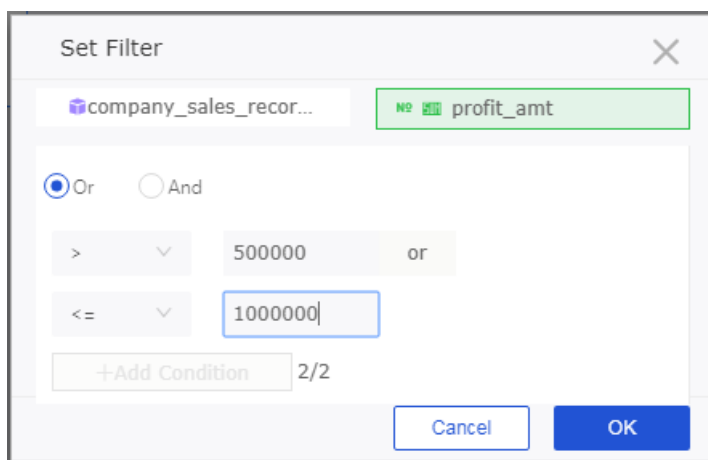 Set Filter
company_sales_recor... Nº profit_amt
Or And
> 500000 or
<= 1000000
+Add Condition 2/2
Cancel OK